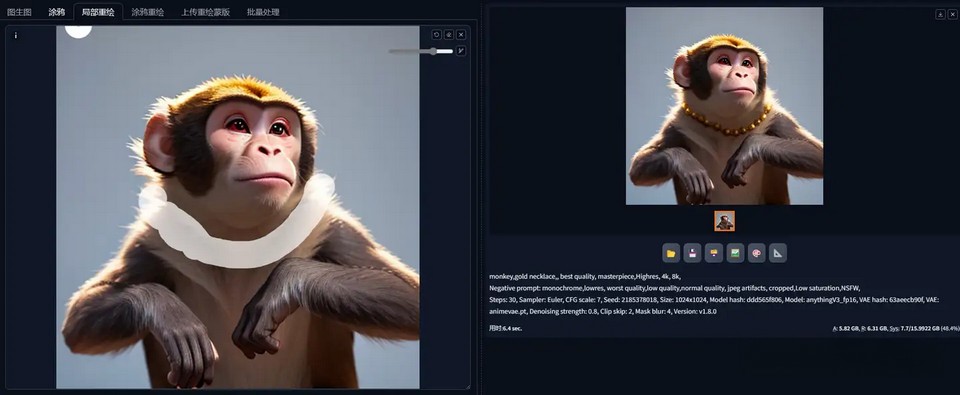 图生图 涂鸦 局部重绘 涂鸦重绘 上传重绘蒙版 批量处理
monkey,gold necklace,, best quality, masterpiece,Highres, 4k, 8k,
Negative prompt: monochrome,lowres, worst quality,low quality,normal quality, jpeg artifacts, cropped,Low saturation,NSFW,
Steps: 30, Sampler: Euler, CFG scale: 7, Seed: 2185378018, Size: 1024x1024, Model hash: ddd565f806, Model: anythingV3_fp16, VAE hash: 63aeecb90f, VAE:
animevae.pt, Denoising strength: 0.8, Clip skip: 2, Mask blur: 4, Version: v1.8.0
用时:6.4 sec.
A: 5.82 GB, R: 6.31 GB, Sys: 7.7/15.9922 GB (48.4%)